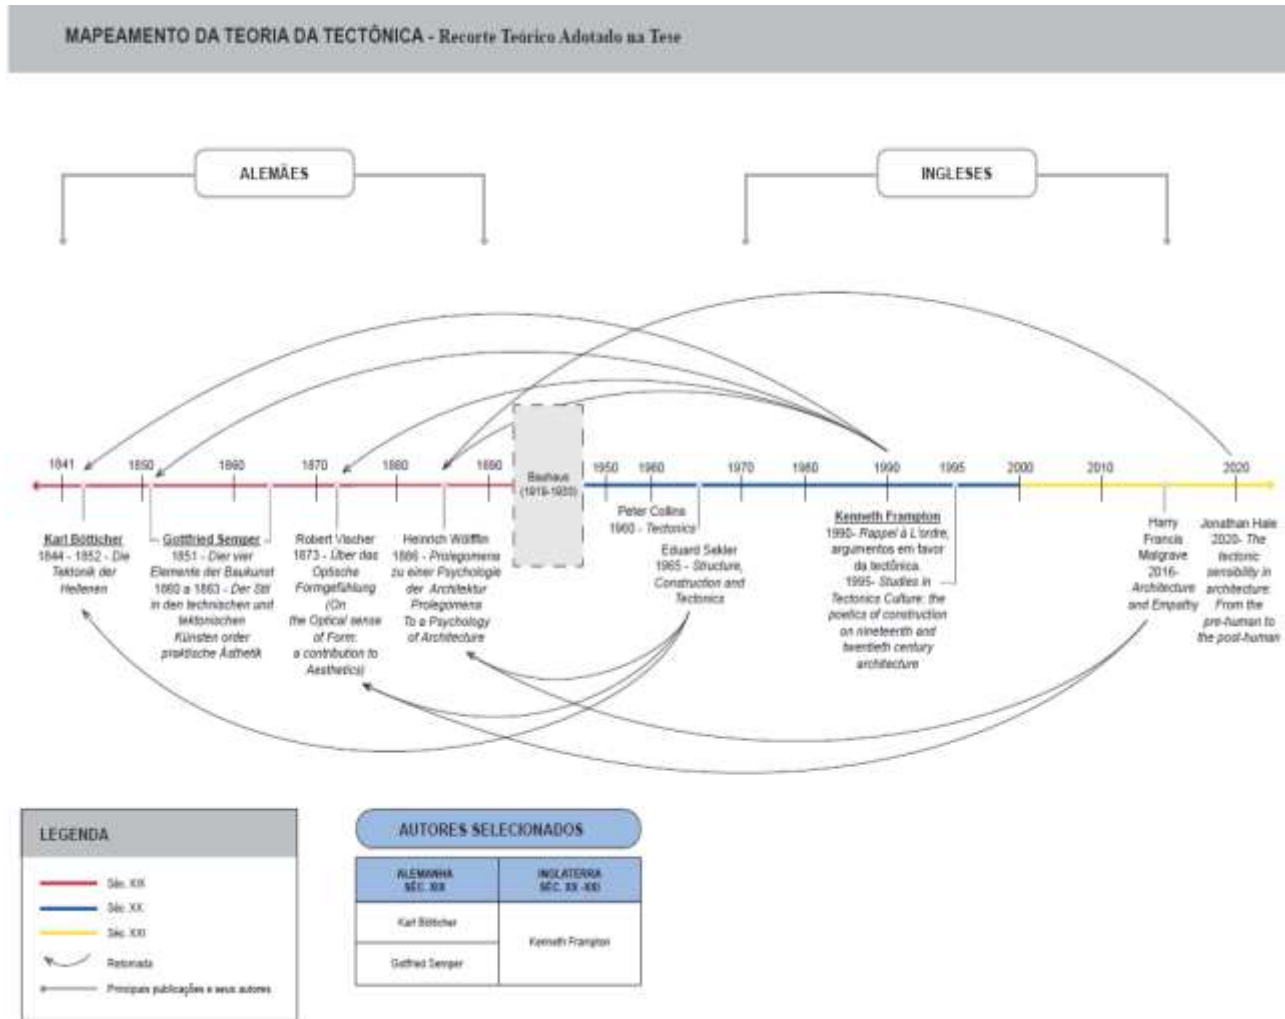 MAPEAMENTO DA TEORIA DA TECTÔNICA - Recorte Teórico Adotado na Tese
ALEMÃES
INGLESES
1841
1850
1860
1870
1880
1890
1950
1960
1970
1980
1990
1995
2000
2010
2020
Bauhaus
(1919-1933)
Karl Bötticher
1844 - 1852 - Die
Tektonik der
Hellenen
Gottfried Semper
1851 - Dier vier
Elemente der Baukunst
1860 a 1863 - Der Stil
in den technischen und
tektonischen
Künsten order
praktische Ästhetik
Robert Vischer
1873 - Über das
Optische
Formgefühlung
(On
the Optical sense
of Form:
a contribution to
Aesthetics)
Heinrich Wölfflin
1886 - Prolegomena
zu einer Psychologie
der Architektur
Prolegomena
To a Psychology
of Architecture
Peter Collins
1960 - Tectonics
Eduard Sekler
1965 - Structure,
Construction and
Tectonics
Kenneth Frampton
1990- Rappel à L'ordre,
argumentos em favor
da tectônica.
1995- Studies in
Tectonics Culture: the
poetics of construction
on nineteenth and
twentieth century
architecture
Harry
Francis
Malgrave
2016-
Architecture
and Empathy
Jonathan Hale
2020- The
tectonic
sensibility in
architecture:
From the
pre-human to
the post-human
LEGENDA
Séc. XIX
Séc. XX
Séc. XXI
Retomada
Principais publicações e seus autores
AUTORES SELECIONADOS
ALEMANHA
SÉC. XIX
INGLATERRA
SÉC. XX -XXI
Karl Bötticher
Gottfried Semper
Kenneth Frampton